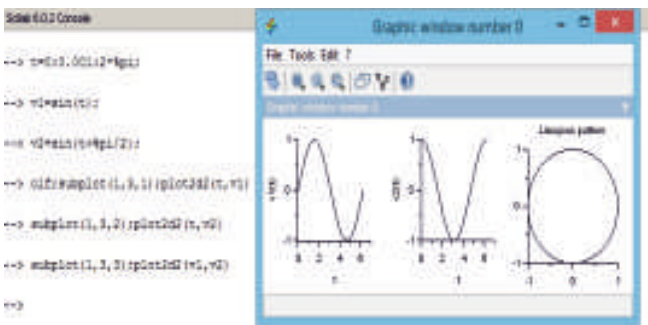 Scilab 6.0.2 Console
--> t=0:0.001:2*%pi;
--> v1=sin(t);
--> v2=sin(t+%pi/2);
--> clf;subplot(1,3,1);plot2d2(t,v1)
--> subplot(1,3,2);plot2d2(t,v2)
--> subplot(1,3,3);plot2d2(v1,v2)
-->
Graphic window number 0
File Tools Edit ?
Graphic window number 0
1
0
-1
0 2 4 6
t
1
0
-1
0 2 4 6
t
Lissajous pattern
1
0
-1
-1 0 1